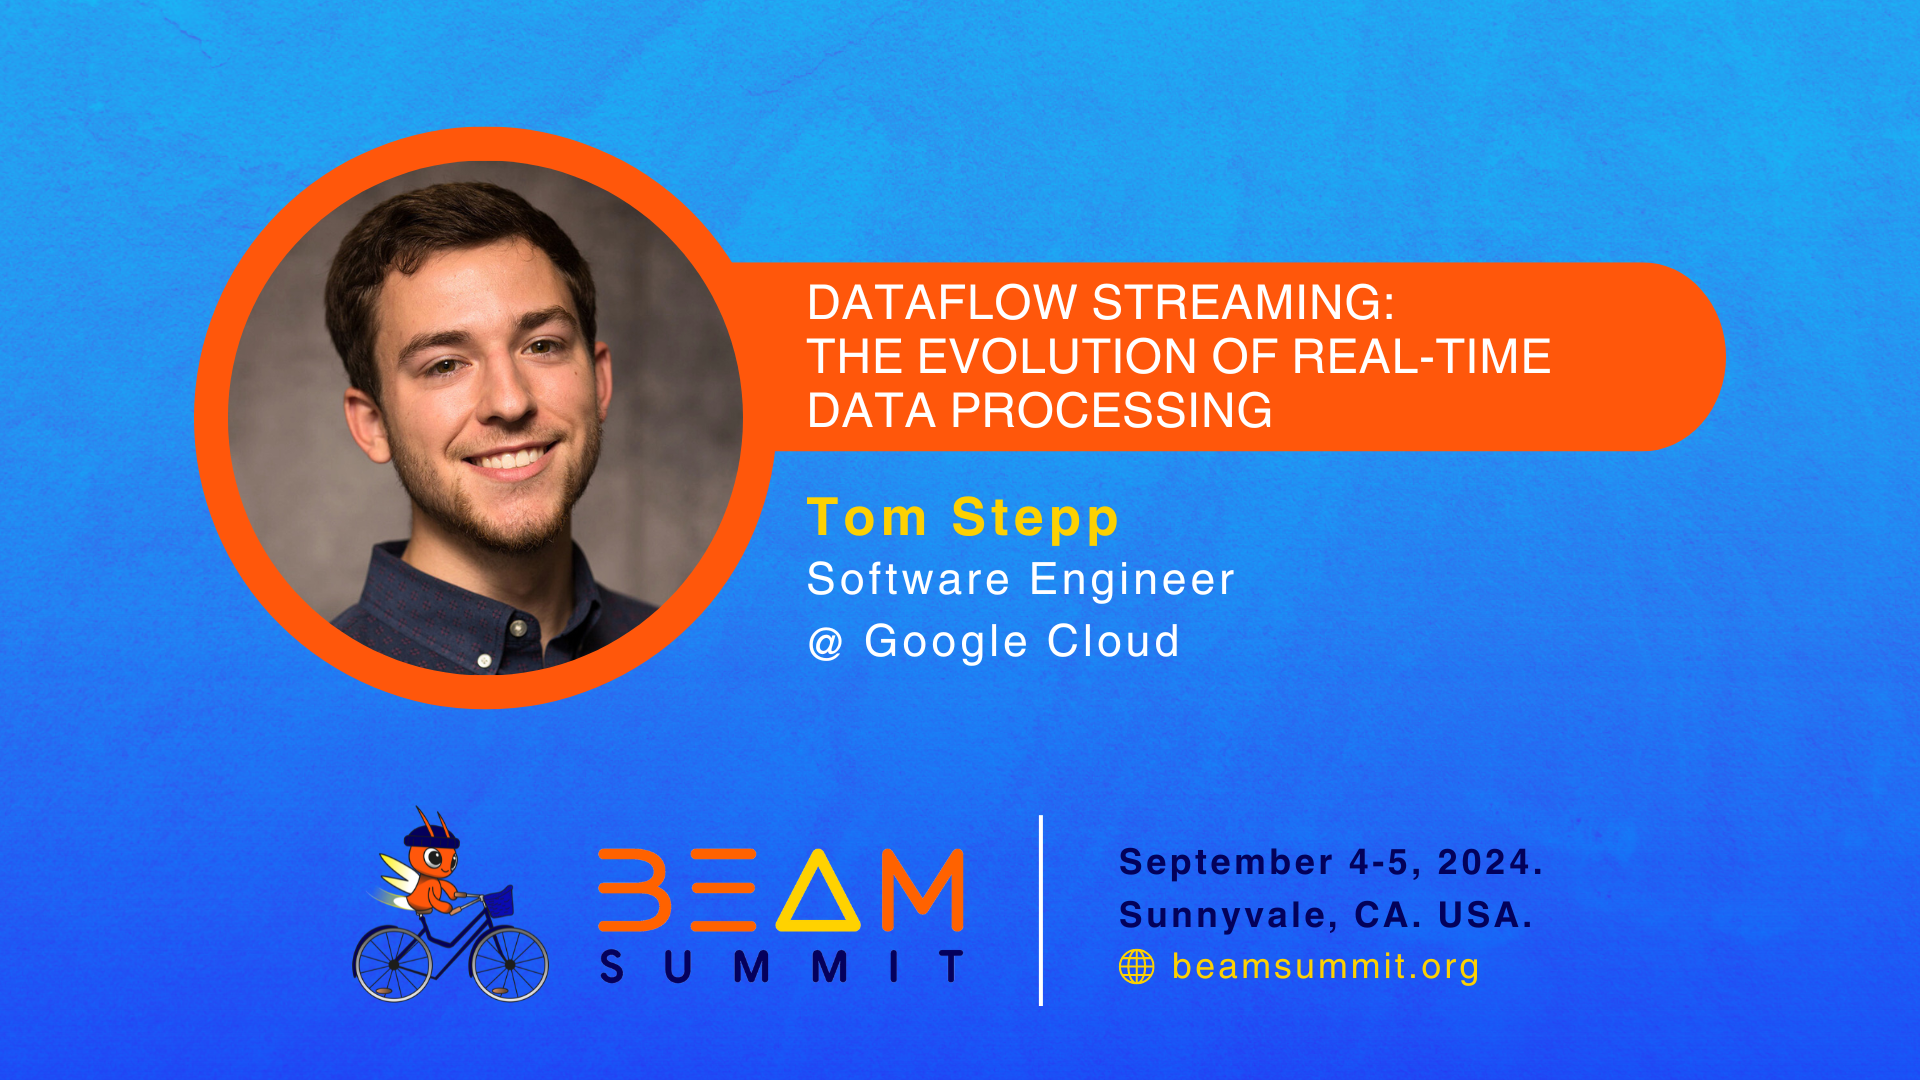 DATAFLOW STREAMING:
THE EVOLUTION OF REAL-TIME
DATA PROCESSING
Tom Stepp
Software Engineer
@ Google Cloud
BEAM
SUMMIT
September 4-5, 2024.
Sunnyvale, CA. USA.
beamsummit.org